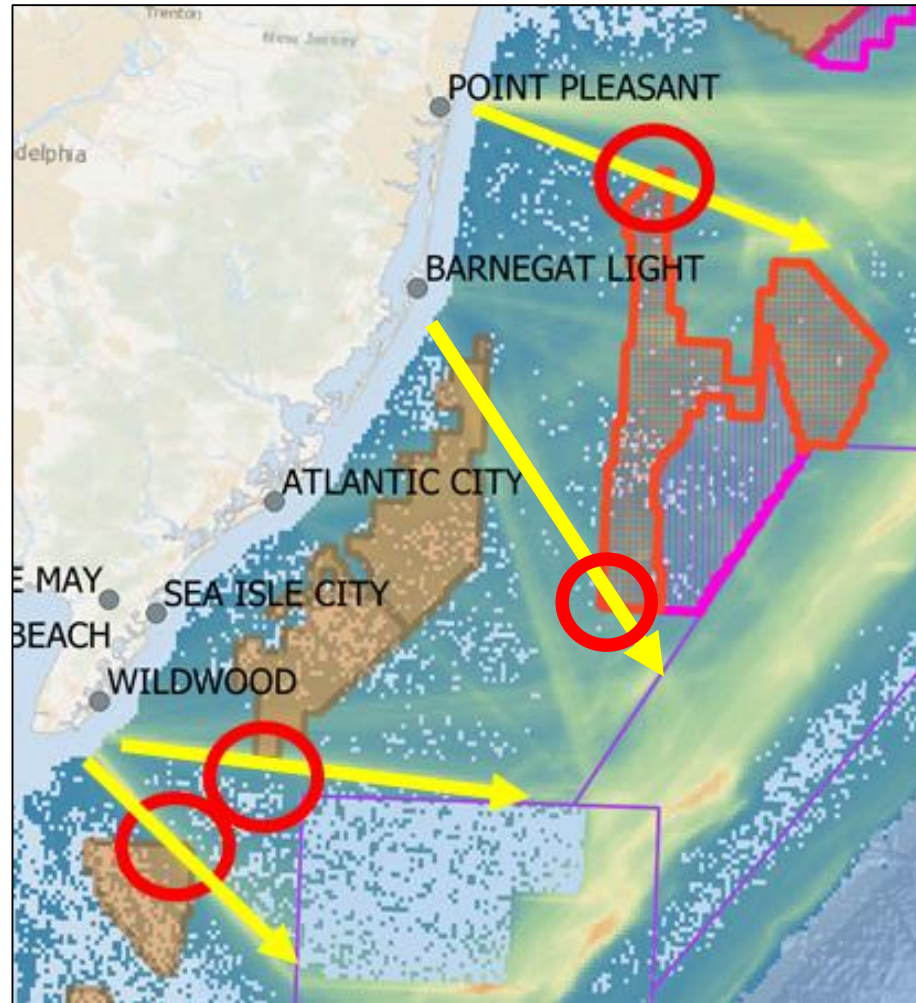 Trenton
New Jersey
POINT PLEASANT
delphia
BARNEGAT LIGHT
ATLANTIC CITY
E MAY
SEA ISLE CITY
BEACH
WILDWOOD